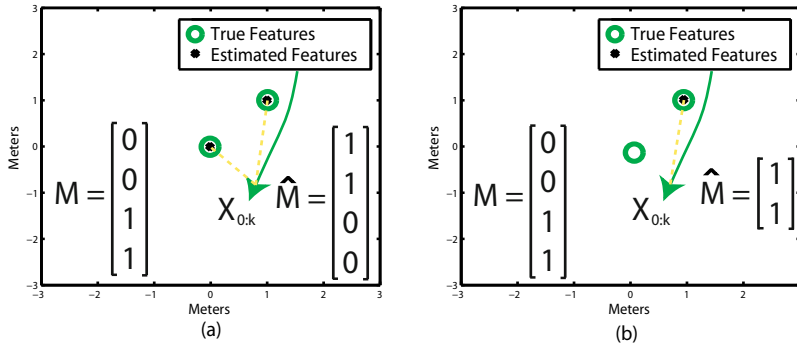 3
2
1
0
−1
−2
−3
Meters
True Features
Estimated Features
M = [0 0 1 1]
X0:k
M̂ = [1 1 0 0]
−3 −2 −1 0 1 2 3
Meters
(a)
3
2
1
0
−1
−2
−3
Meters
True Features
Estimated Features
M = [0 0 1 1]
X0:k
M̂ = [1 1]
−3 −2 −1 0 1 2
Meters
(b)